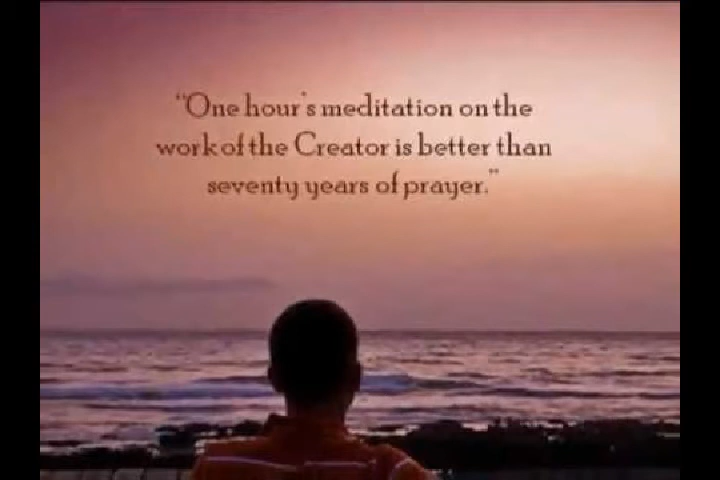 "One hour's meditation on the
work of the Creator is better than
seventy years of prayer."